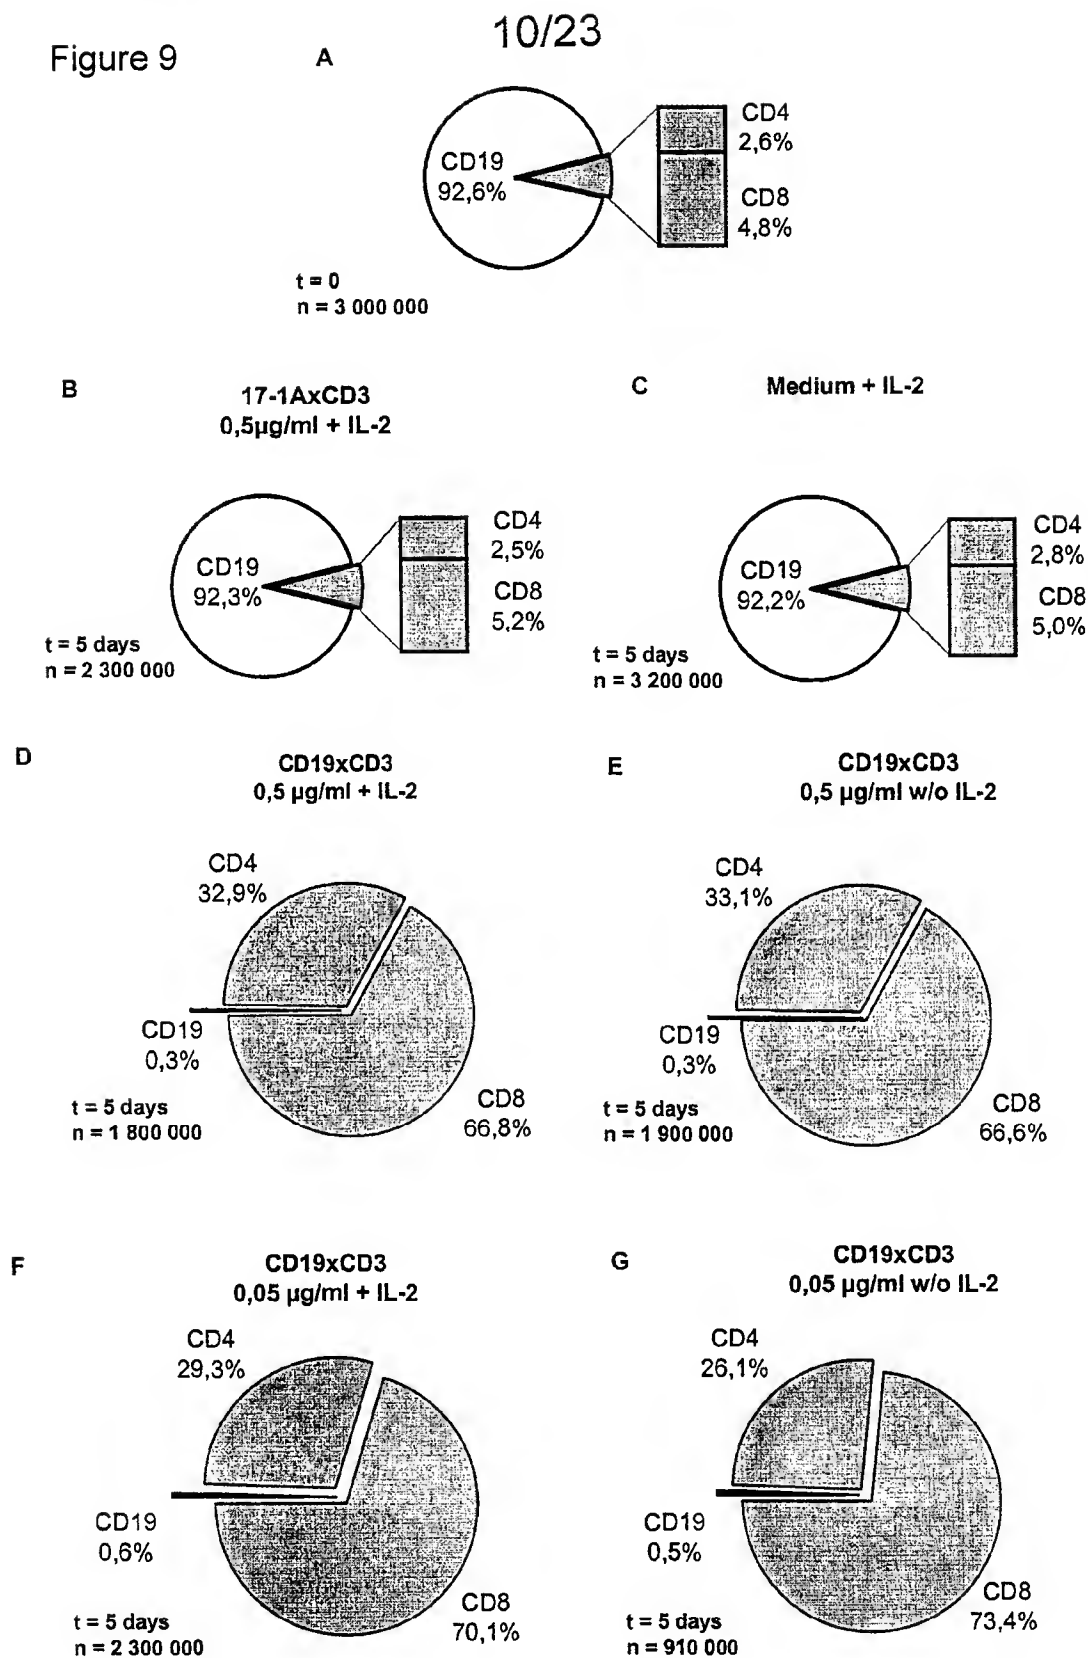 10/23
Figure 9
A
CD19
92,6%
CD4
2,6%
CD8
4,8%
t = 0
n = 3 000 000
B
17-1AxCD3
0,5µg/ml + IL-2
CD19
92,3%
CD4
2,5%
CD8
5,2%
t = 5 days
n = 2 300 000
C
Medium + IL-2
CD19
92,2%
CD4
2,8%
CD8
5,0%
t = 5 days
n = 3 200 000
D
CD19xCD3
0,5 µg/ml + IL-2
CD4
32,9%
CD19
0,3%
CD8
66,8%
t = 5 days
n = 1 800 000
E
CD19xCD3
0,5 µg/ml w/o IL-2
CD4
33,1%
CD19
0,3%
CD8
66,6%
t = 5 days
n = 1 900 000
F
CD19xCD3
0,05 µg/ml + IL-2
CD4
29,3%
CD19
0,6%
CD8
70,1%
t = 5 days
n = 2 300 000
G
CD19xCD3
0,05 µg/ml w/o IL-2
CD4
26,1%
CD19
0,5%
CD8
73,4%
t = 5 days
n = 910 000